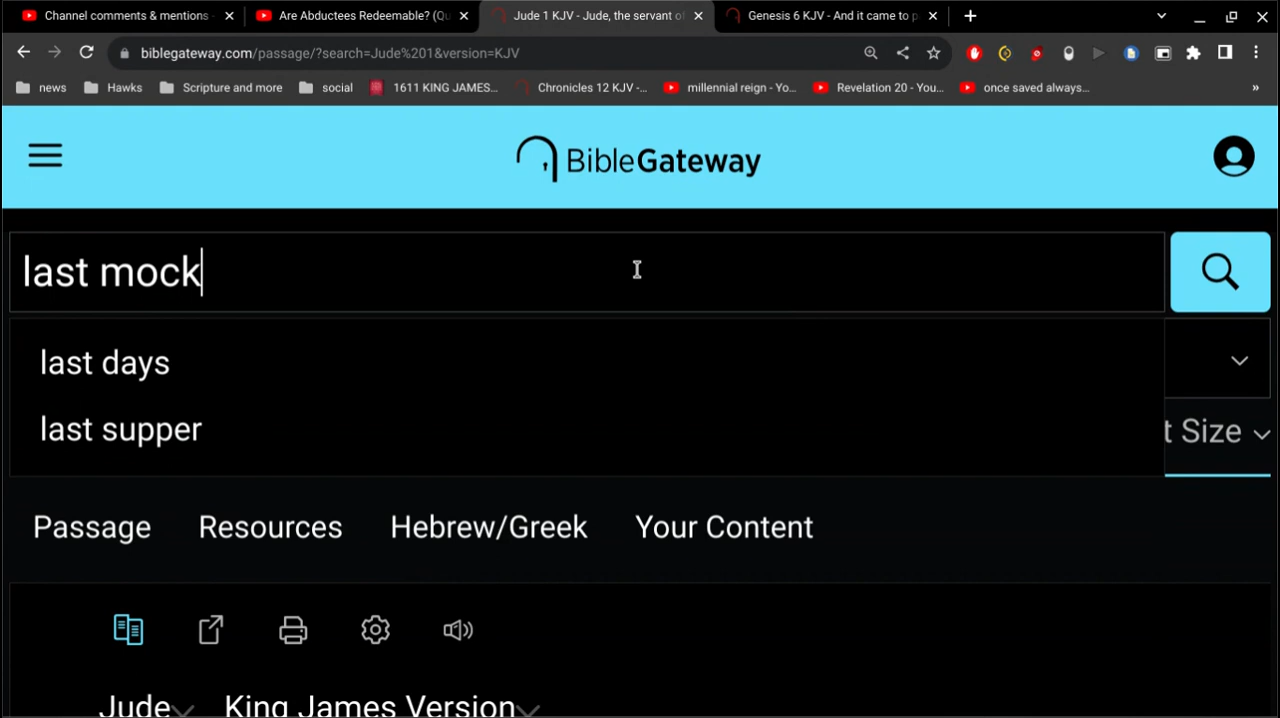 Channel comments & mentions -
Are Abductees Redeemable? (Qu
Jude 1 KJV - Jude, the servant of
Genesis 6 KJV - And it came to p
biblegateway.com/passage/?search=Jude%201&version=KJV
news
Hawks
Scripture and more
social
1611 KING JAMES...
Chronicles 12 KJV -...
millennial reign - Yo...
Revelation 20 - You...
once saved always...
»
BibleGateway
last mock
last days
last supper
t Size
Passage Resources Hebrew/Greek Your Content
Jude King James Version